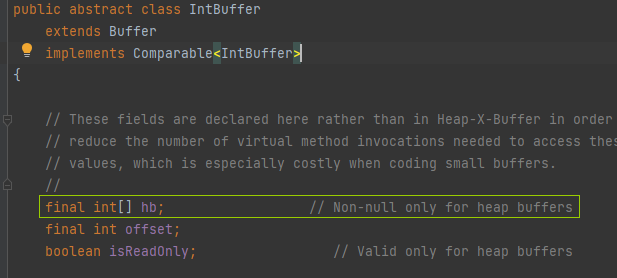 public abstract class IntBuffer
extends Buffer
implements Comparable<IntBuffer>
{
// These fields are declared here rather than in Heap-X-Buffer in order
// reduce the number of virtual method invocations needed to access
// values, which is especially costly when coding small buffers.
//
final int[] hb; // Non-null only for heap buffers
final int offset;
boolean isReadOnly; // Valid only for heap buffers